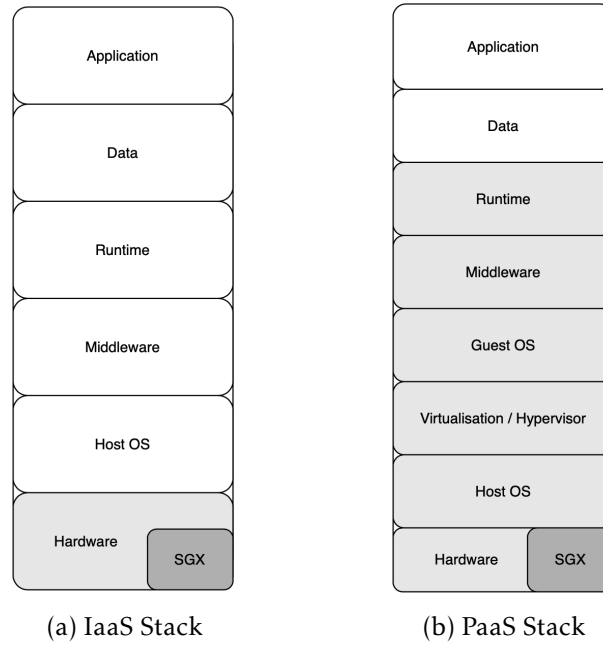 Application
Data
Runtime
Middleware
Host OS
Hardware
SGX
(a) IaaS Stack
Application
Data
Runtime
Middleware
Guest OS
Virtualisation / Hypervisor
Host OS
Hardware
SGX
(b) PaaS Stack